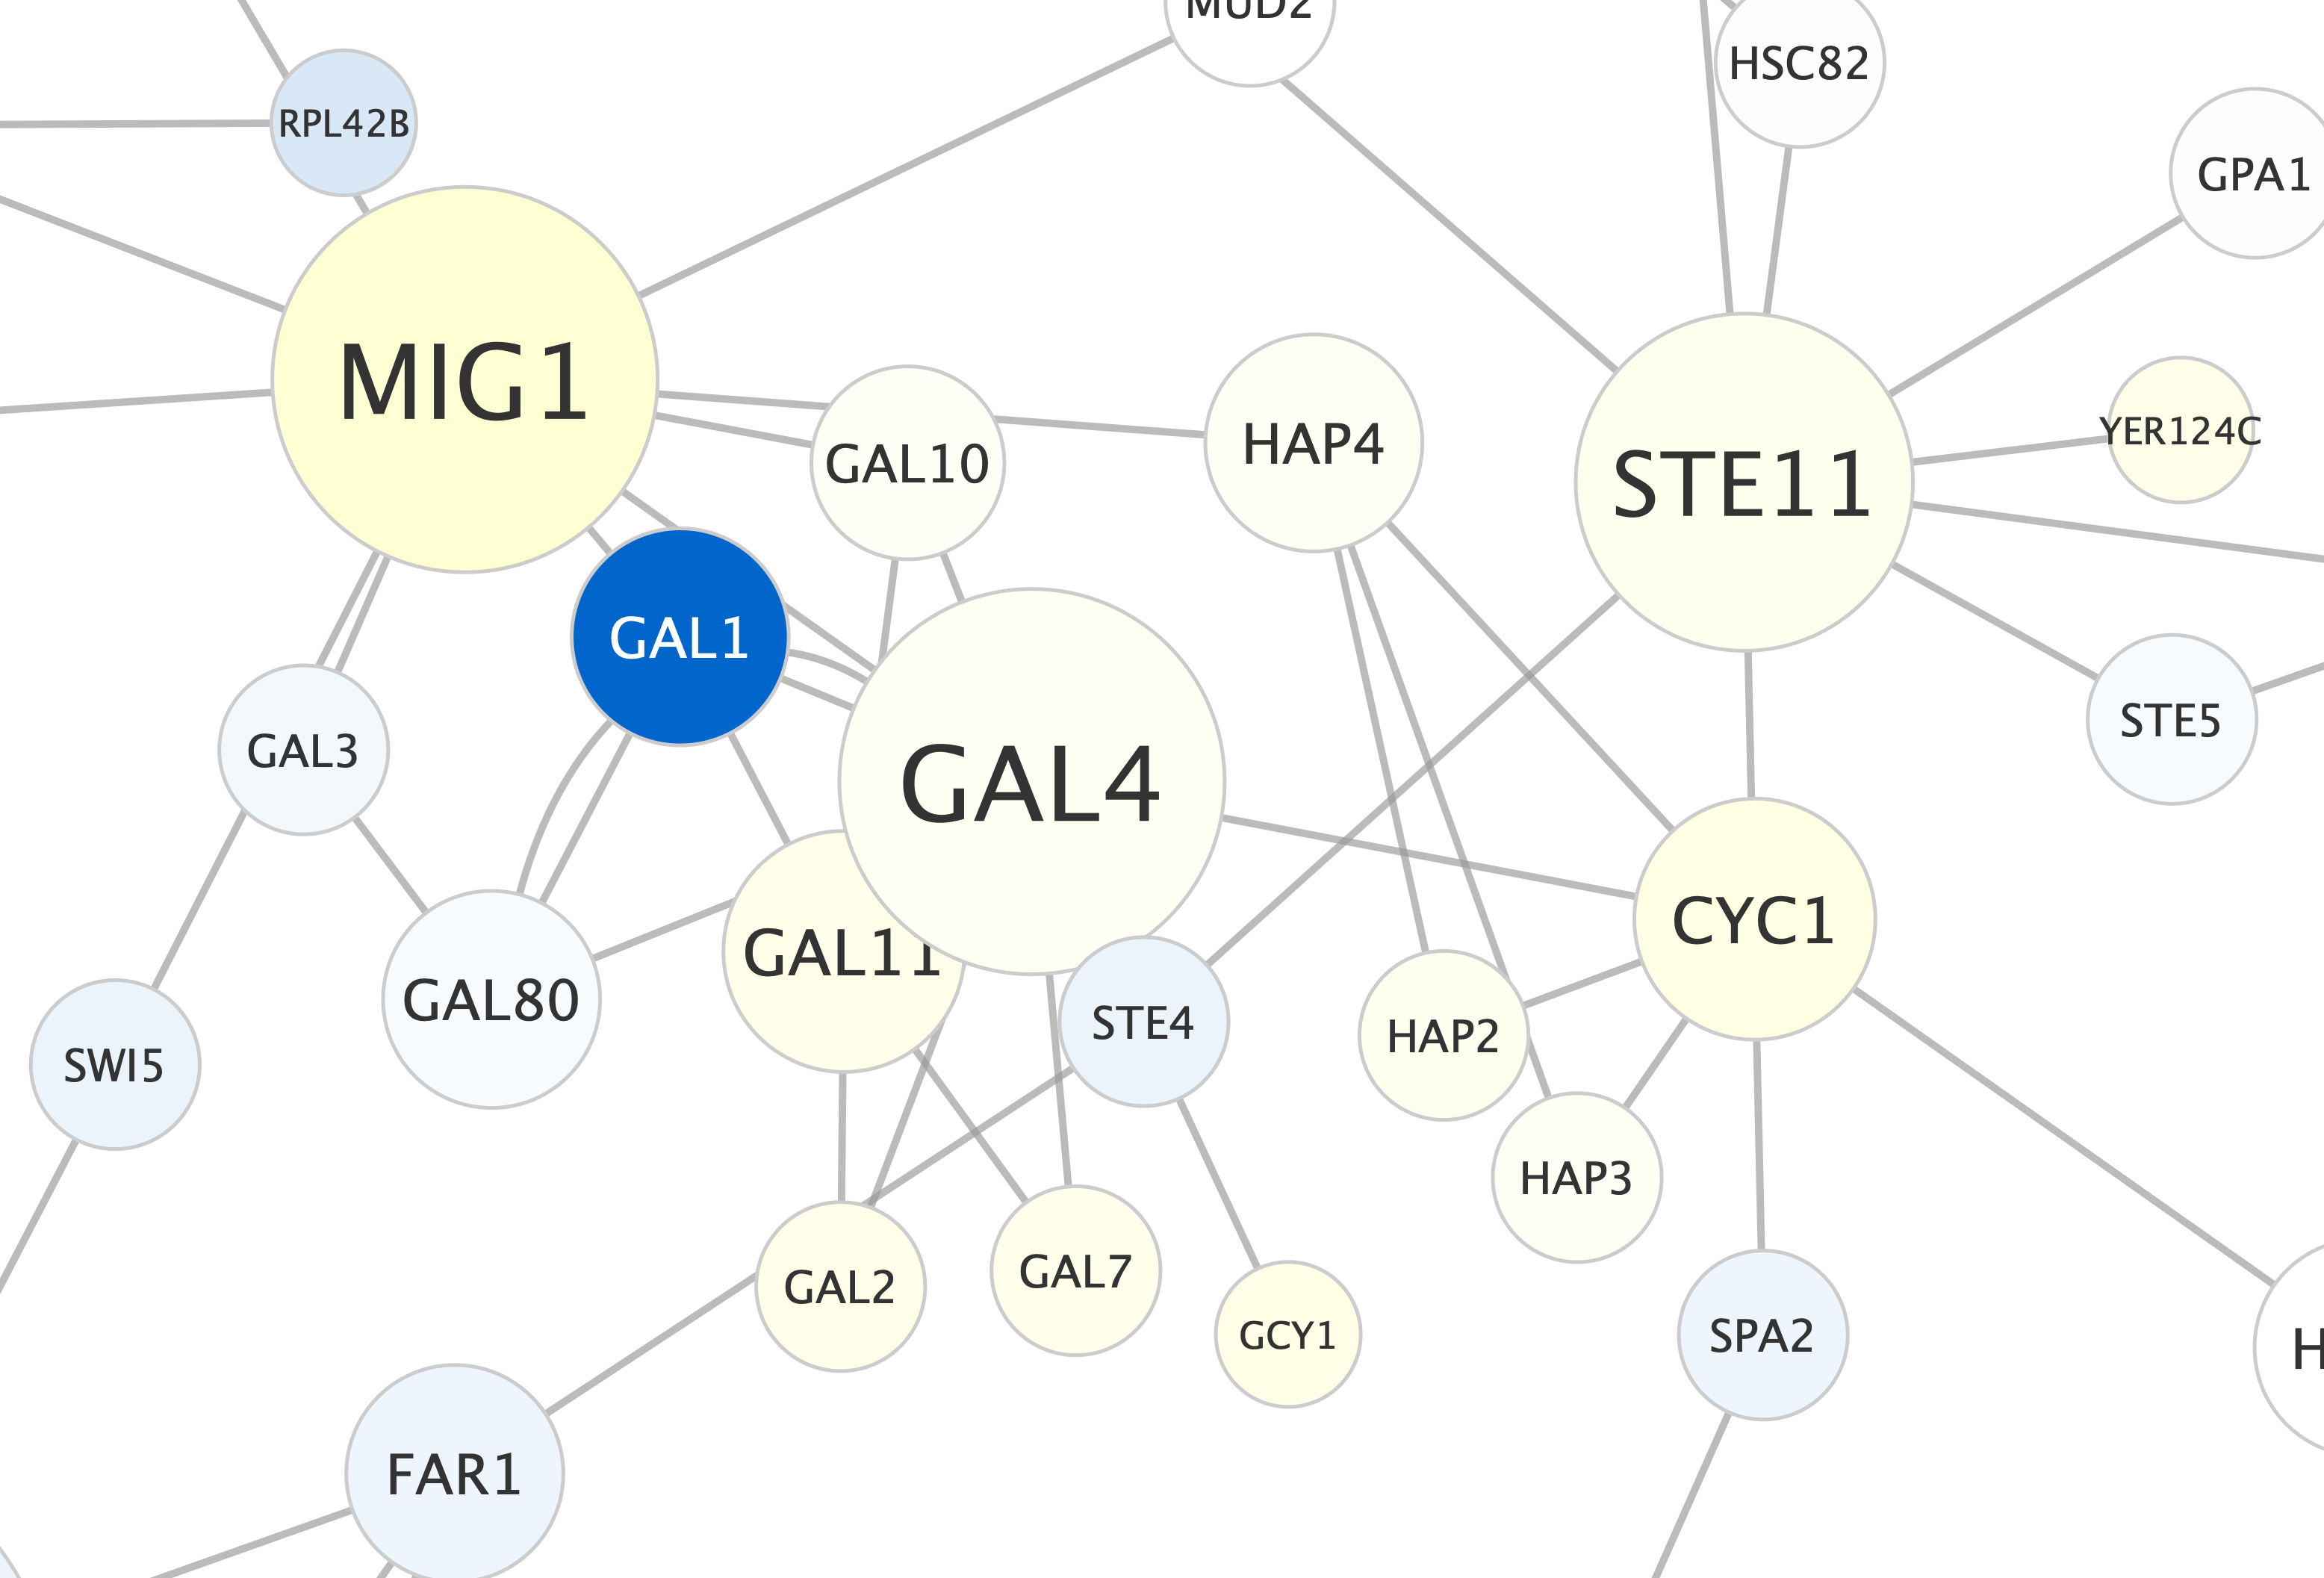 MUD2
HSC82
RPL42B
GPA1
MIG1
YER124C
HAP4
GAL10
STE11
GAL1
STE5
GAL3
GAL4
CYC1
GAL11
GAL80
STE4
HAP2
SWI5
HAP3
GAL7
GAL2
GCY1
SPA2
H
FAR1